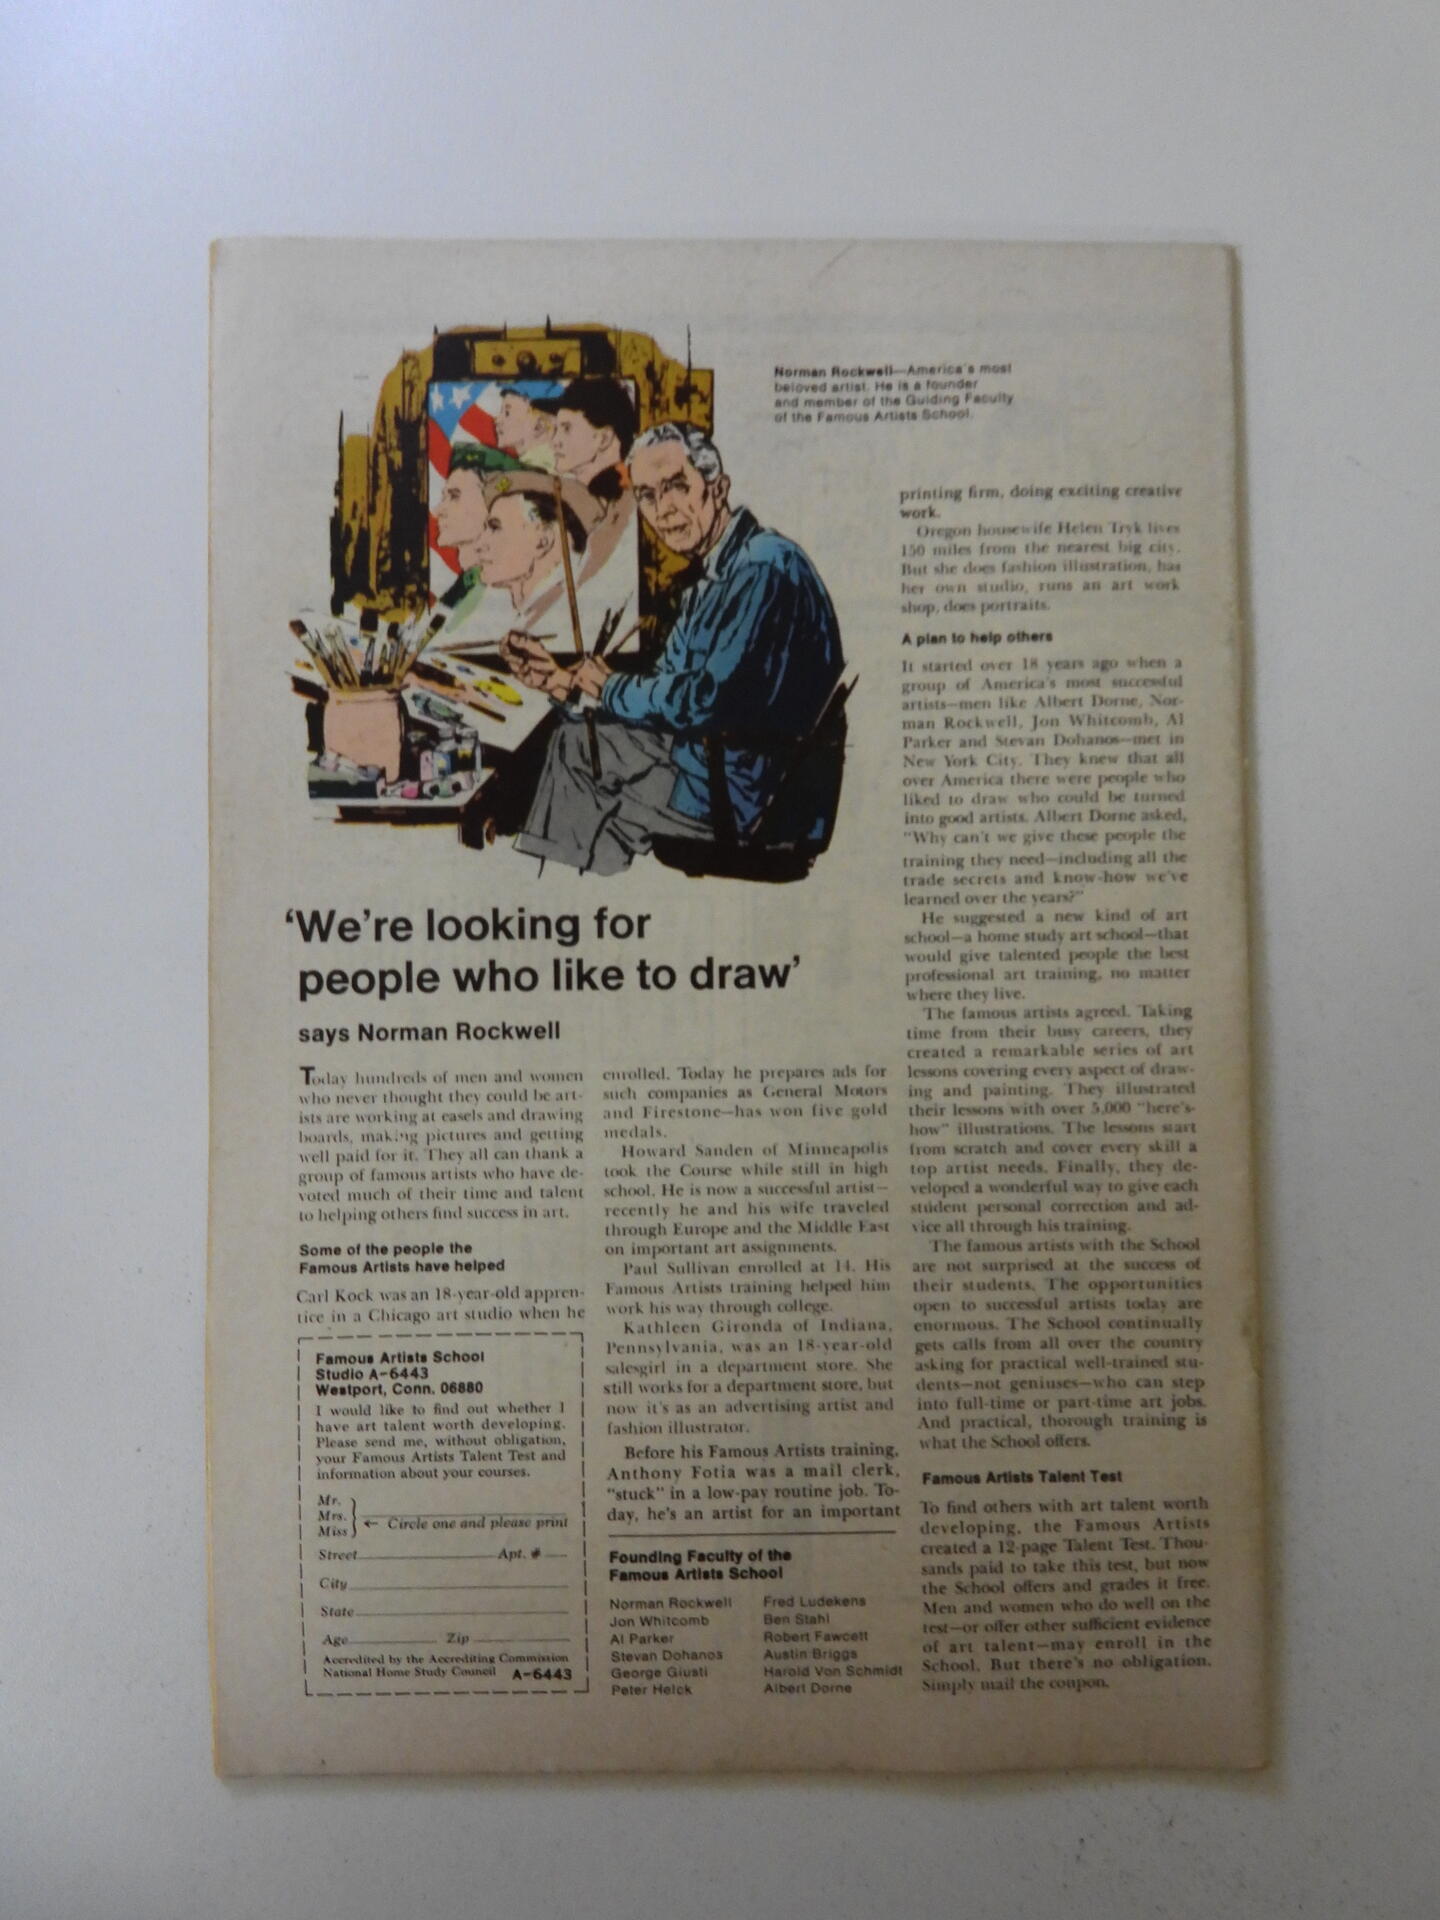 Norman Rockwell—America's most
beloved artist. He is a founder
and member of the Guiding Faculty
of the Famous Artists School.
'We're looking for
people who like to draw'
says Norman Rockwell
Today hundreds of men and women
who never thought they could be art-
ists are working at easels and drawing
boards, making pictures and getting
well paid for it. They all can thank a
group of famous artists who have de-
voted much of their time and talent
to helping others find success in art.
Some of the people the
Famous Artists have helped
Carl Kock was an 18-year-old appren-
tice in a Chicago art studio when he
enrolled. Today he prepares ads for
such companies as General Motors
and Firestone—has won five gold
medals.
Howard Sanden of Minneapolis
took the Course while still in high
school. He is now a successful artist—
recently he and his wife traveled
through Europe and the Middle East
on important art assignments.
Paul Sullivan enrolled at 14. His
Famous Artists training helped him
work his way through college.
Kathleen Gironda of Indiana,
Pennsylvania, was an 18-year-old
salesgirl in a department store. She
still works for a department store, but
now it's as an advertising artist and
fashion illustrator.
Before his Famous Artists training,
Anthony Fotia was a mail clerk,
"stuck" in a low-pay routine job. To-
day, he's an artist for an important
printing firm, doing exciting creative
work.
Oregon housewife Helen Tryk lives
150 miles from the nearest big city.
But she does fashion illustration, has
her own studio, runs an art work
shop, does portraits.
A plan to help others
It started over 18 years ago when a
group of America's most successful
artists—men like Albert Dorne, Nor-
man Rockwell, Jon Whitcomb, Al
Parker and Stevan Dohanos—met in
New York City. They knew that all
over America there were people who
liked to draw who could be turned
into good artists. Albert Dorne asked,
"Why can't we give these people the
training they need—including all the
trade secrets and know-how we've
learned over the years?"
He suggested a new kind of art
school—a home study art school—that
would give talented people the best
professional art training, no matter
where they live.
The famous artists agreed. Taking
time from their busy careers, they
created a remarkable series of art
lessons covering every aspect of draw-
ing and painting. They illustrated
their lessons with over 5,000 "here's-
how" illustrations. The lessons start
from scratch and cover every skill a
top artist needs. Finally, they de-
veloped a wonderful way to give each
student personal correction and ad-
vice all through his training.
The famous artists with the School
are not surprised at the success of
their students. The opportunities
open to successful artists today are
enormous. The School continually
gets calls from all over the country
asking for practical well-trained stu-
dents—not geniuses—who can step
into full-time or part-time art jobs.
And practical, thorough training is
what the School offers.
Famous Artists Talent Test
To find others with art talent worth
developing, the Famous Artists
created a 12-page Talent Test. Thou-
sands paid to take this test, but now
the School offers and grades it free.
Men and women who do well on the
test—or offer other sufficient evidence
of art talent—may enroll in the
School. But there's no obligation.
Simply mail the coupon.
Famous Artists School
Studio A-6443
Westport, Conn. 06880
I would like to find out whether I
have art talent worth developing.
Please send me, without obligation,
your Famous Artists Talent Test and
information about your courses.
Mr.
Mrs.
Miss
← Circle one and please print
Street Apt. #
City
State
Age Zip
Accredited by the Accrediting Commission
National Home Study Council A-6443
Founding Faculty of the
Famous Artists School
Norman Rockwell
Jon Whitcomb
Al Parker
Stevan Dohanos
George Giusti
Peter Helck
Fred Ludekens
Ben Stahl
Robert Fawcett
Austin Briggs
Harold Von Schmidt
Albert Dorne